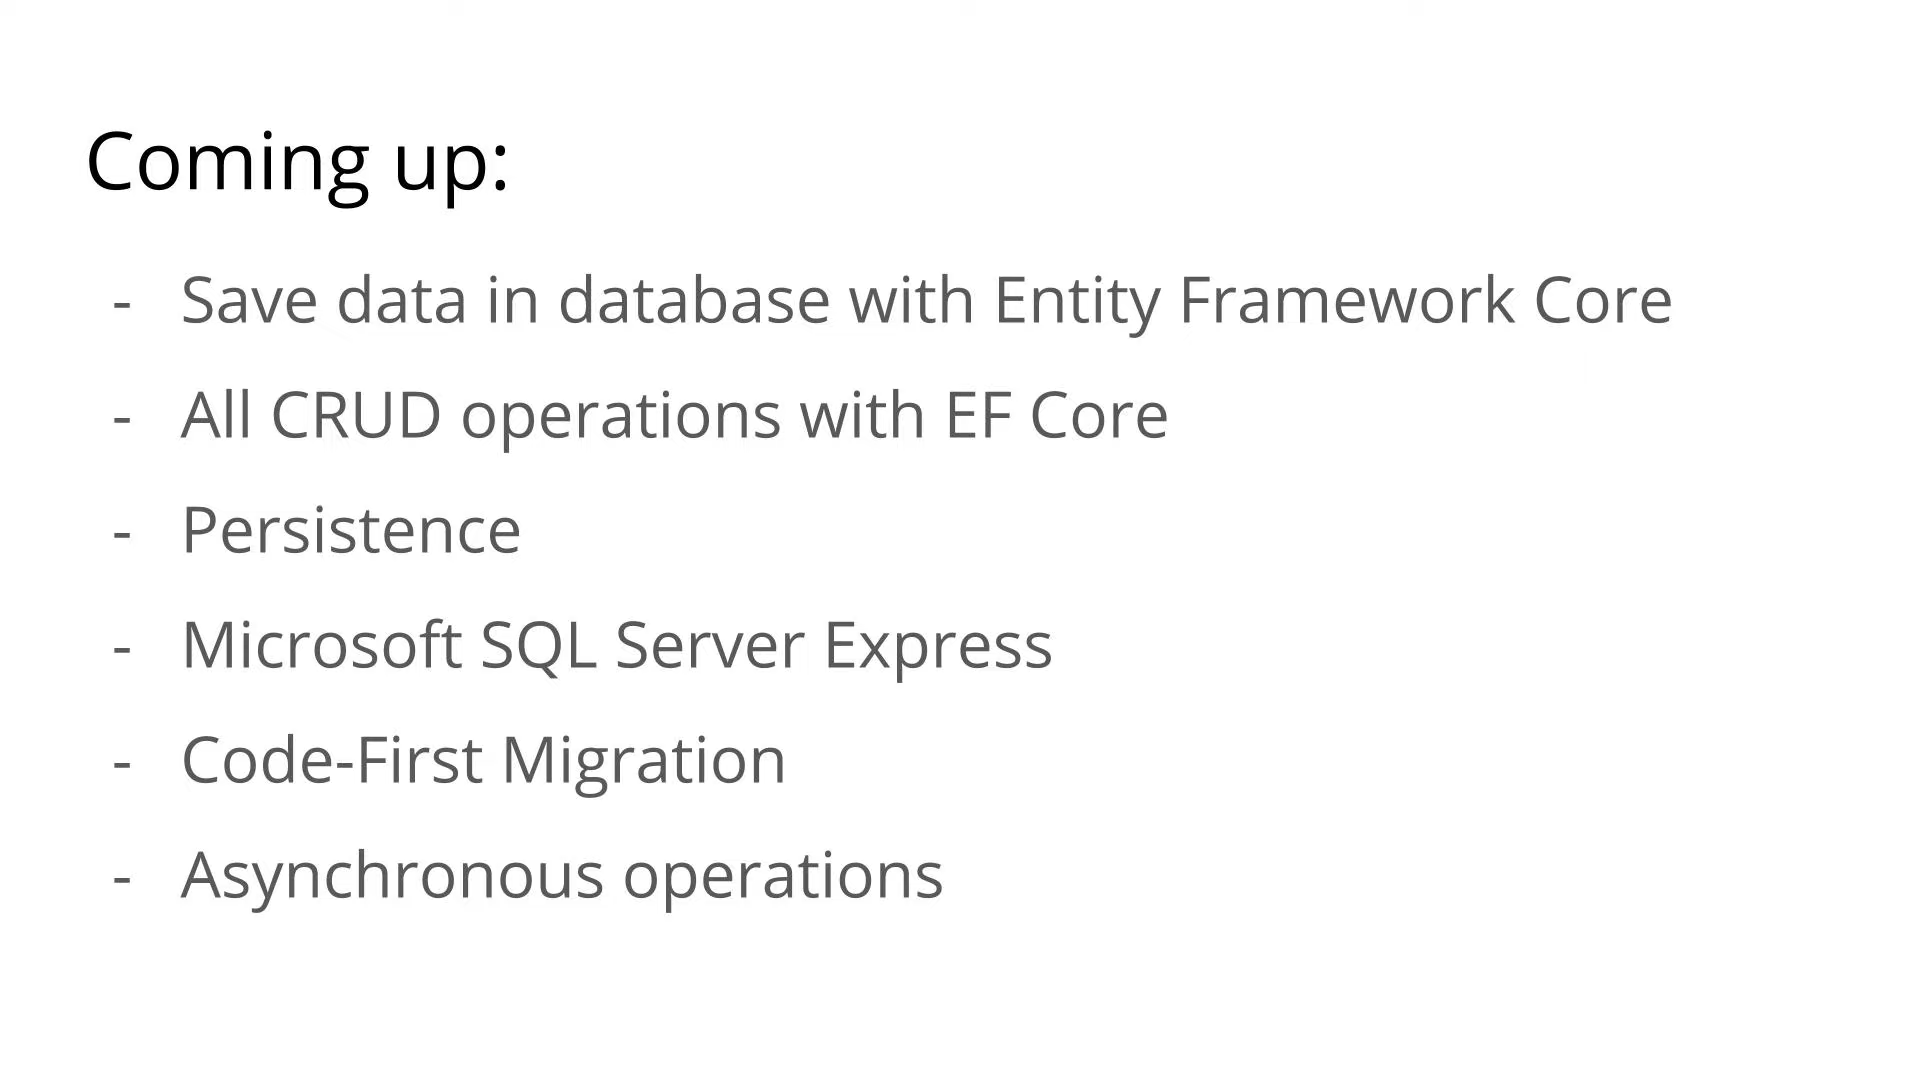 Coming up:
- Save data in database with Entity Framework Core
- All CRUD operations with EF Core
- Persistence
- Microsoft SQL Server Express
- Code-First Migration
- Asynchronous operations